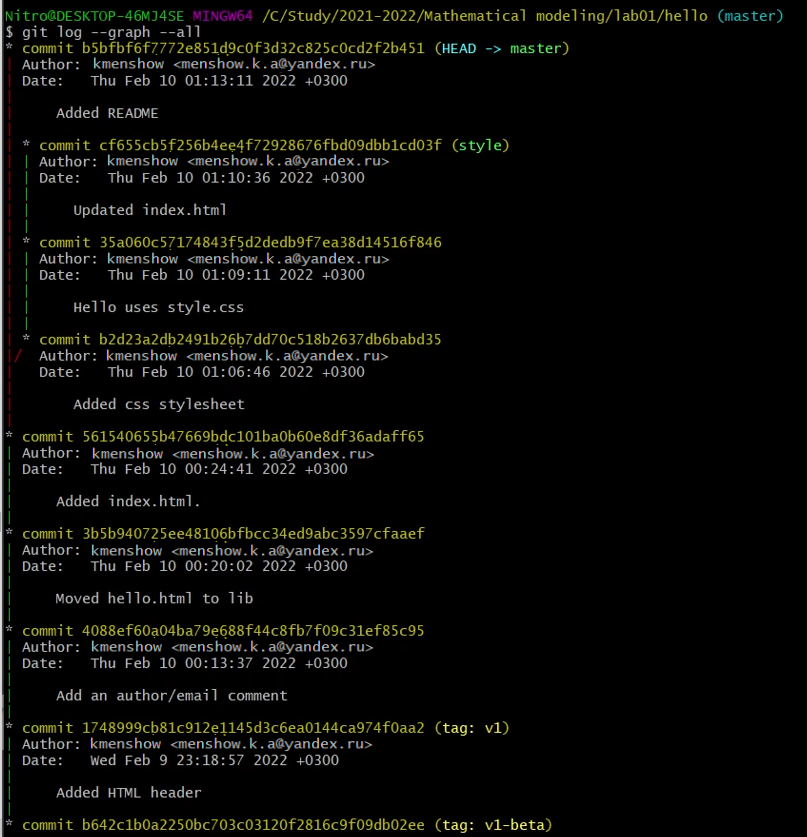 Nitro@DESKTOP-46MJ4SE MINGW64 /C/Study/2021-2022/Mathematical modeling/lab01/hello (master)
$ git log --graph --all
* commit b5bfbf6f7772e851d9c0f3d32c825c0cd2f2b451 (HEAD -> master)
| Author: kmenshow <menshow.k.a@yandex.ru>
| Date:   Thu Feb 10 01:13:11 2022 +0300
|
|     Added README
|
| * commit cf655cb5f256b4ee4f72928676fbd09dbb1cd03f (style)
| | Author: kmenshow <menshow.k.a@yandex.ru>
| | Date:   Thu Feb 10 01:10:36 2022 +0300
| |
| |     Updated index.html
| |
| * commit 35a060c57174843f5d2dedb9f7ea38d14516f846
| | Author: kmenshow <menshow.k.a@yandex.ru>
| | Date:   Thu Feb 10 01:09:11 2022 +0300
| |
| |     Hello uses style.css
| |
| * commit b2d23a2db2491b26b7dd70c518b2637db6babd35
|/  Author: kmenshow <menshow.k.a@yandex.ru>
|   Date:   Thu Feb 10 01:06:46 2022 +0300
|
|       Added css stylesheet
|
* commit 561540655b47669bdc101ba0b60e8df36adaff65
| Author: kmenshow <menshow.k.a@yandex.ru>
| Date:   Thu Feb 10 00:24:41 2022 +0300
|
|     Added index.html.
|
* commit 3b5b940725ee48106bfbcc34ed9abc3597cfaaef
| Author: kmenshow <menshow.k.a@yandex.ru>
| Date:   Thu Feb 10 00:20:02 2022 +0300
|
|     Moved hello.html to lib
|
* commit 4088ef60a04ba79e688f44c8fb7f09c31ef85c95
| Author: kmenshow <menshow.k.a@yandex.ru>
| Date:   Thu Feb 10 00:13:37 2022 +0300
|
|     Add an author/email comment
|
* commit 1748999cb81c912e1145d3c6ea0144ca974f0aa2 (tag: v1)
| Author: kmenshow <menshow.k.a@yandex.ru>
| Date:   Wed Feb 9 23:18:57 2022 +0300
|
|     Added HTML header
|
* commit b642c1b0a2250bc703c03120f2816c9f09db02ee (tag: v1-beta)